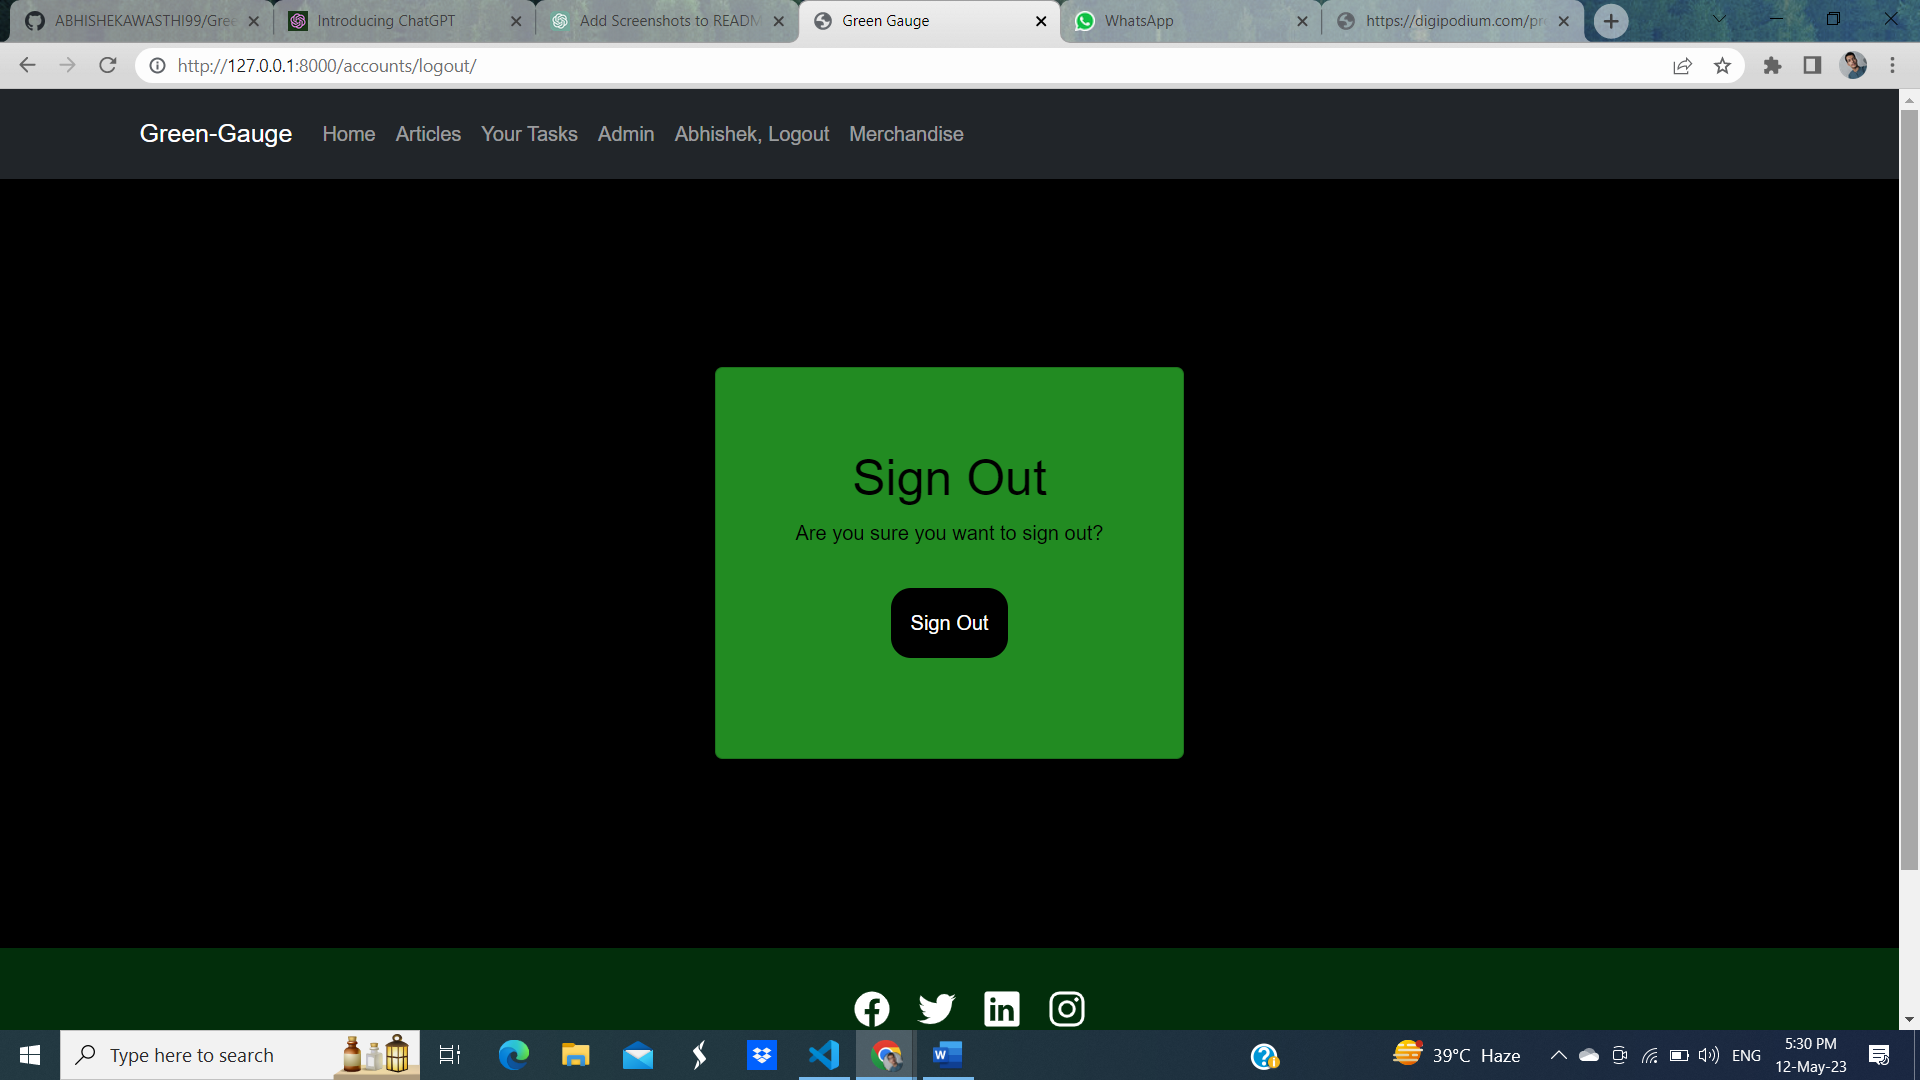 ABHISHEKAWASTHI99/Gree
Introducing ChatGPT
Add Screenshots to READM
Green Gauge
WhatsApp
https://digipodium.com/pr
http://127.0.0.1:8000/accounts/logout/
Green-Gauge Home Articles Your Tasks Admin Abhishek, Logout Merchandise
Sign Out
Are you sure you want to sign out?
Sign Out
Type here to search
39°C Haze
ENG
5:30 PM
12-May-23